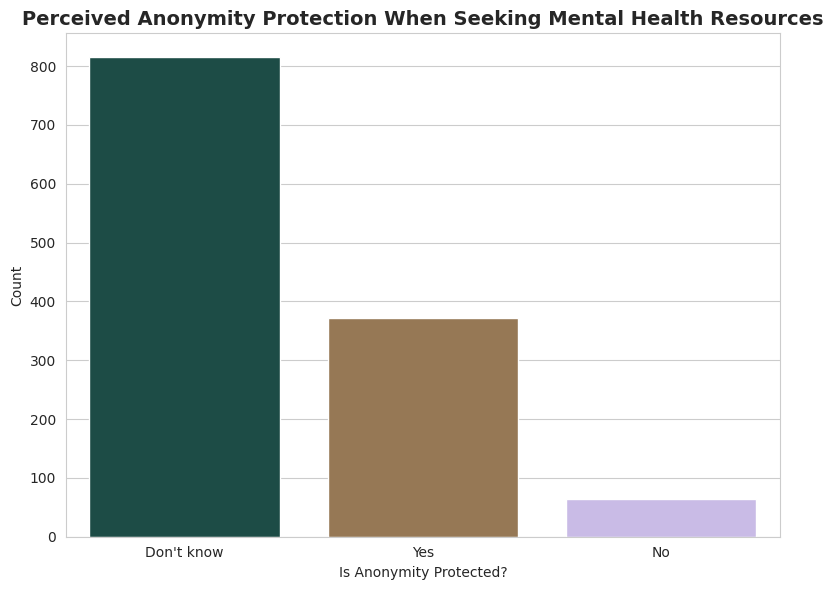 Perceived Anonymity Protection When Seeking Mental Health Resources
800
700
600
500
400
300
200
100
0
Count
Don't know
Yes
No
Is Anonymity Protected?